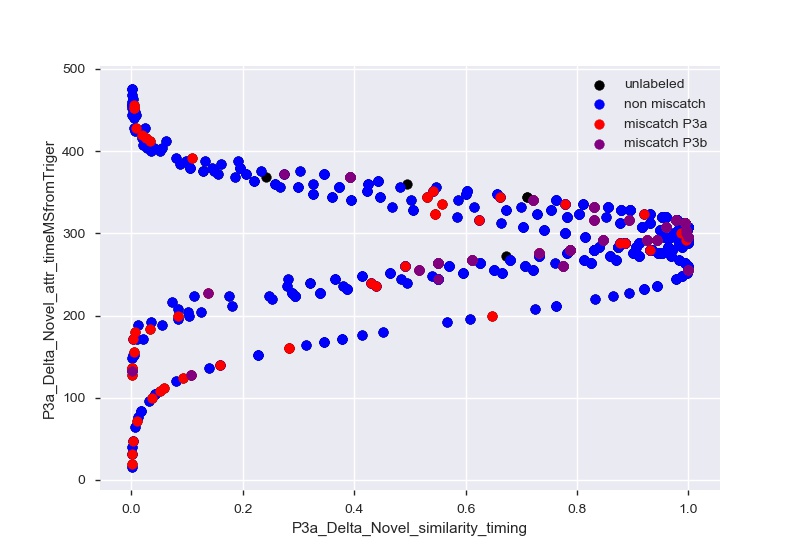 500
400
300
200
100
0
P3a_Delta_Novel_attr_timeMSfromTriger
unlabeled
non miscatch
miscatch P3a
miscatch P3b
0.0 0.2 0.4 0.6 0.8 1.0
P3a_Delta_Novel_similarity_timing